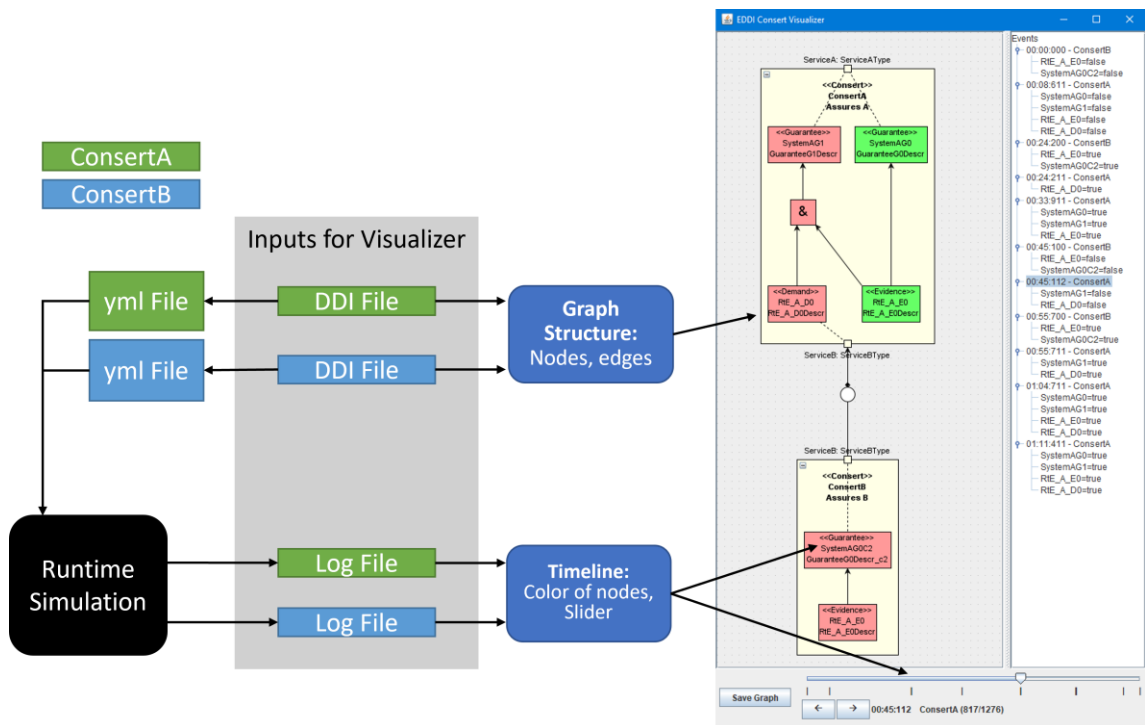 ConsertA
ConsertB
Inputs for Visualizer
yml File
DDI File
Graph
Structure:
Nodes, edges
yml File
DDI File
Runtime
Simulation
Log File
Log File
Timeline:
Color of nodes,
Slider
EDDI Consert Visualizer
ServiceA: ServiceAType
<<Consert>>
ConsertA
Assures A
<<Guarantee>>
SystemAG1
GuaranteeG1Descr
<<Guarantee>>
SystemAG0
GuaranteeG0Descr
&
<<Demand>>
RtE_A_D0
RtE_A_D0Descr
<<Evidence>>
RtE_A_E0
RtE_A_E0Descr
ServiceB: ServiceBType
ServiceB: ServiceBType
<<Consert>>
ConsertB
Assures B
<<Guarantee>>
SystemAG0C2
GuaranteeG0Descr_c2
<<Evidence>>
RtE_A_E0
RtE_A_E0Descr
Events
00:00:000 - ConsertB
RtE_A_E0=false
SystemAG0C2=false
00:08:611 - ConsertA
SystemAG0=false
SystemAG1=false
RtE_A_E0=false
RtE_A_D0=false
00:24:200 - ConsertB
RtE_A_E0=true
SystemAG0C2=true
00:24:211 - ConsertA
RtE_A_D0=true
00:33:911 - ConsertA
SystemAG0=true
SystemAG1=true
RtE_A_E0=true
00:45:100 - ConsertB
RtE_A_E0=false
SystemAG0C2=false
00:45:112 - ConsertA
SystemAG1=false
RtE_A_D0=false
00:55:700 - ConsertB
RtE_A_E0=true
SystemAG0C2=true
00:55:711 - ConsertA
SystemAG1=true
RtE_A_D0=true
01:04:711 - ConsertA
SystemAG0=true
SystemAG1=true
RtE_A_E0=true
RtE_A_D0=true
01:11:411 - ConsertA
SystemAG0=true
SystemAG1=true
RtE_A_E0=true
RtE_A_D0=true
Save Graph
00:45:112 ConsertA (817/1276)